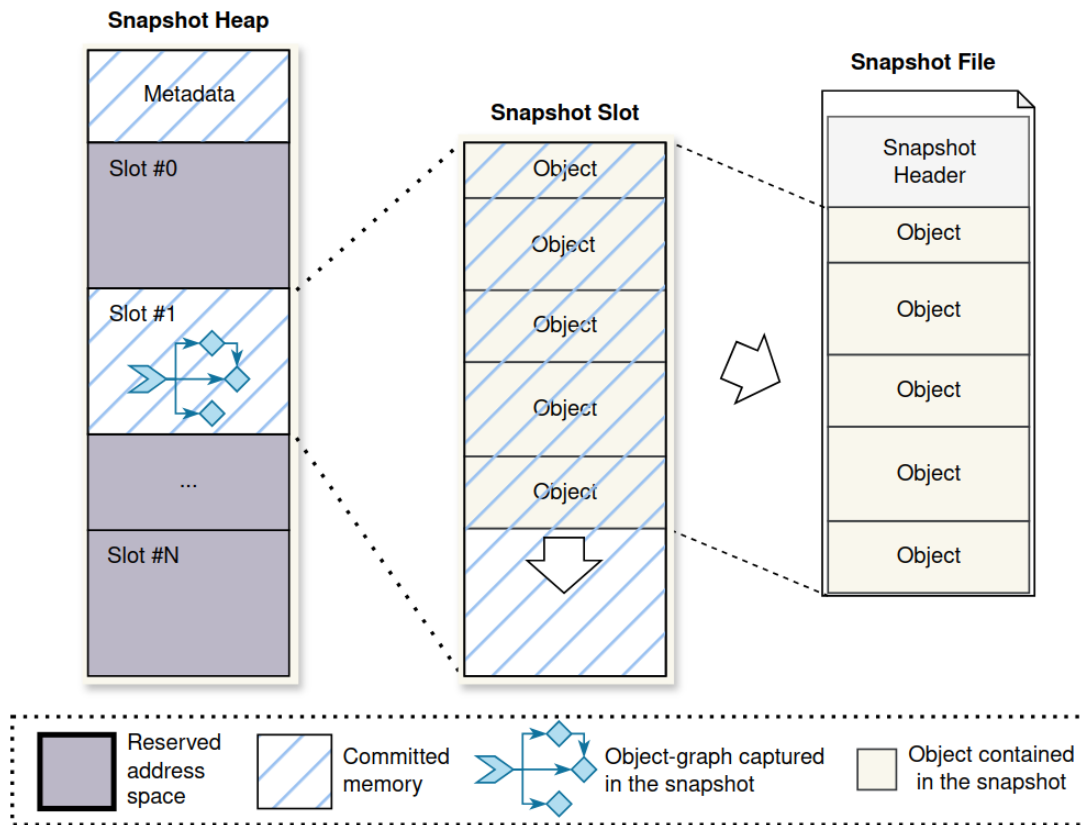 Snapshot Heap
Metadata
Slot #0
Slot #1
...
Slot #N
Snapshot Slot
Object
Object
Object
Object
Object
Snapshot File
Snapshot
Header
Object
Object
Object
Object
Object
Reserved
address
space
Committed
memory
Object-graph captured
in the snapshot
Object contained
in the snapshot